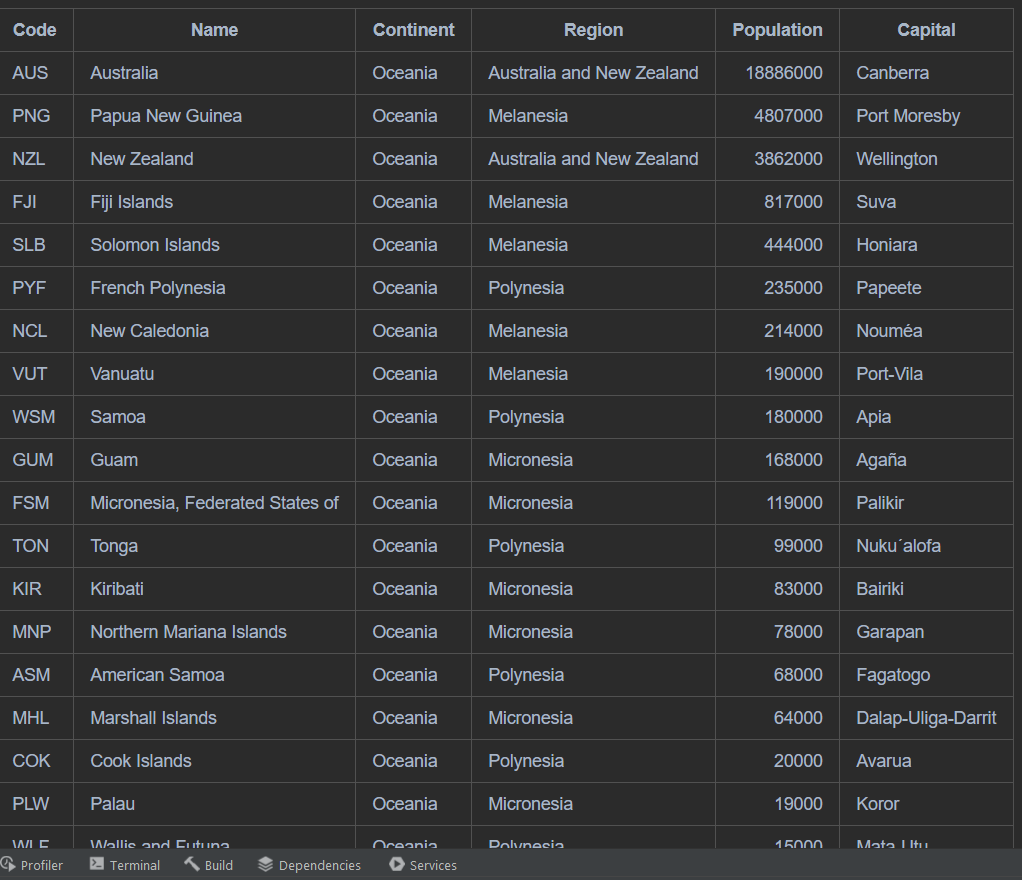 Code Name Continent Region Population Capital
AUS Australia Oceania Australia and New Zealand 18886000 Canberra
PNG Papua New Guinea Oceania Melanesia 4807000 Port Moresby
NZL New Zealand Oceania Australia and New Zealand 3862000 Wellington
FJI Fiji Islands Oceania Melanesia 817000 Suva
SLB Solomon Islands Oceania Melanesia 444000 Honiara
PYF French Polynesia Oceania Polynesia 235000 Papeete
NCL New Caledonia Oceania Melanesia 214000 Nouméa
VUT Vanuatu Oceania Melanesia 190000 Port-Vila
WSM Samoa Oceania Polynesia 180000 Apia
GUM Guam Oceania Micronesia 168000 Agaña
FSM Micronesia, Federated States of Oceania Micronesia 119000 Palikir
TON Tonga Oceania Polynesia 99000 Nuku´alofa
KIR Kiribati Oceania Micronesia 83000 Bairiki
MNP Northern Mariana Islands Oceania Micronesia 78000 Garapan
ASM American Samoa Oceania Polynesia 68000 Fagatogo
MHL Marshall Islands Oceania Micronesia 64000 Dalap-Uliga-Darrit
COK Cook Islands Oceania Polynesia 20000 Avarua
PLW Palau Oceania Micronesia 19000 Koror
WLF Wallis and Futuna Oceania Polynesia 15000 Mata-Utu
Profiler Terminal Build Dependencies Services